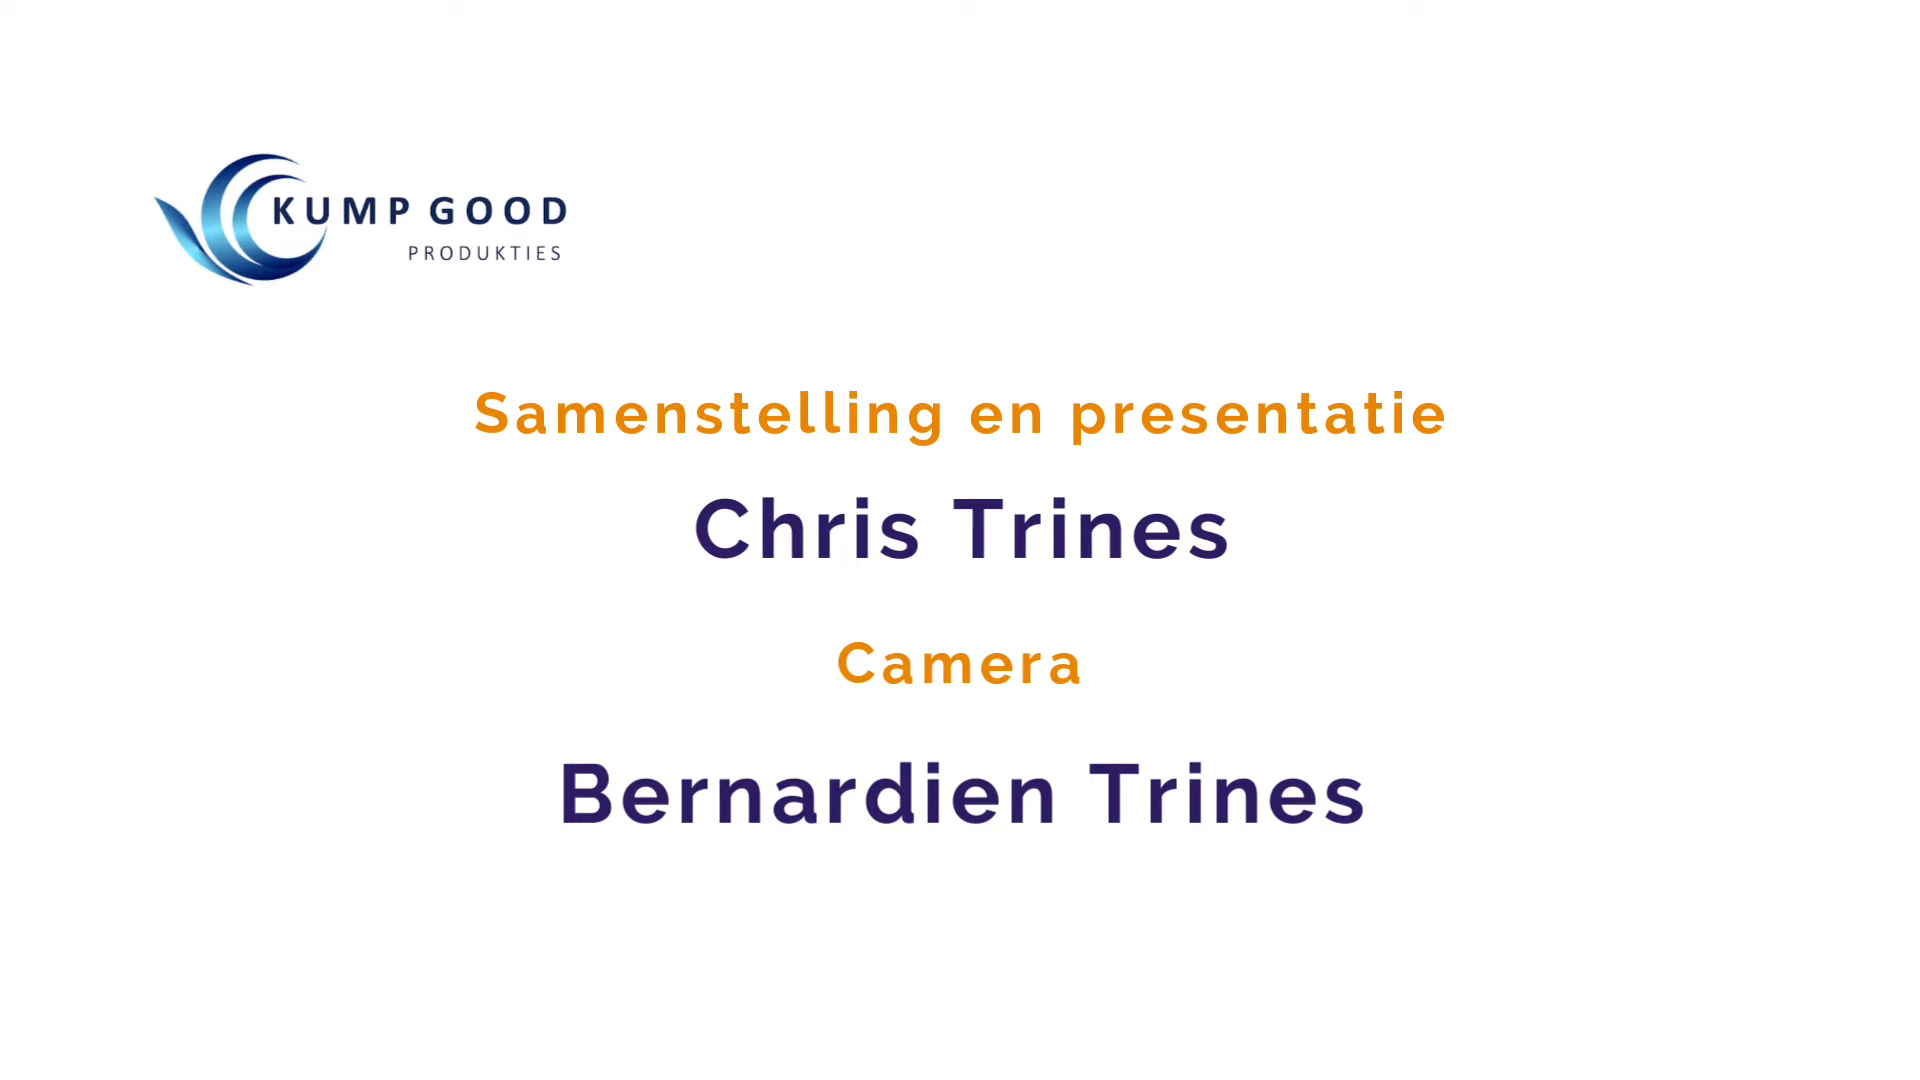 KUMP GOOD
PRODUKTIES
Samenstelling en presentatie
Chris Trines
Camera
Bernardien Trines